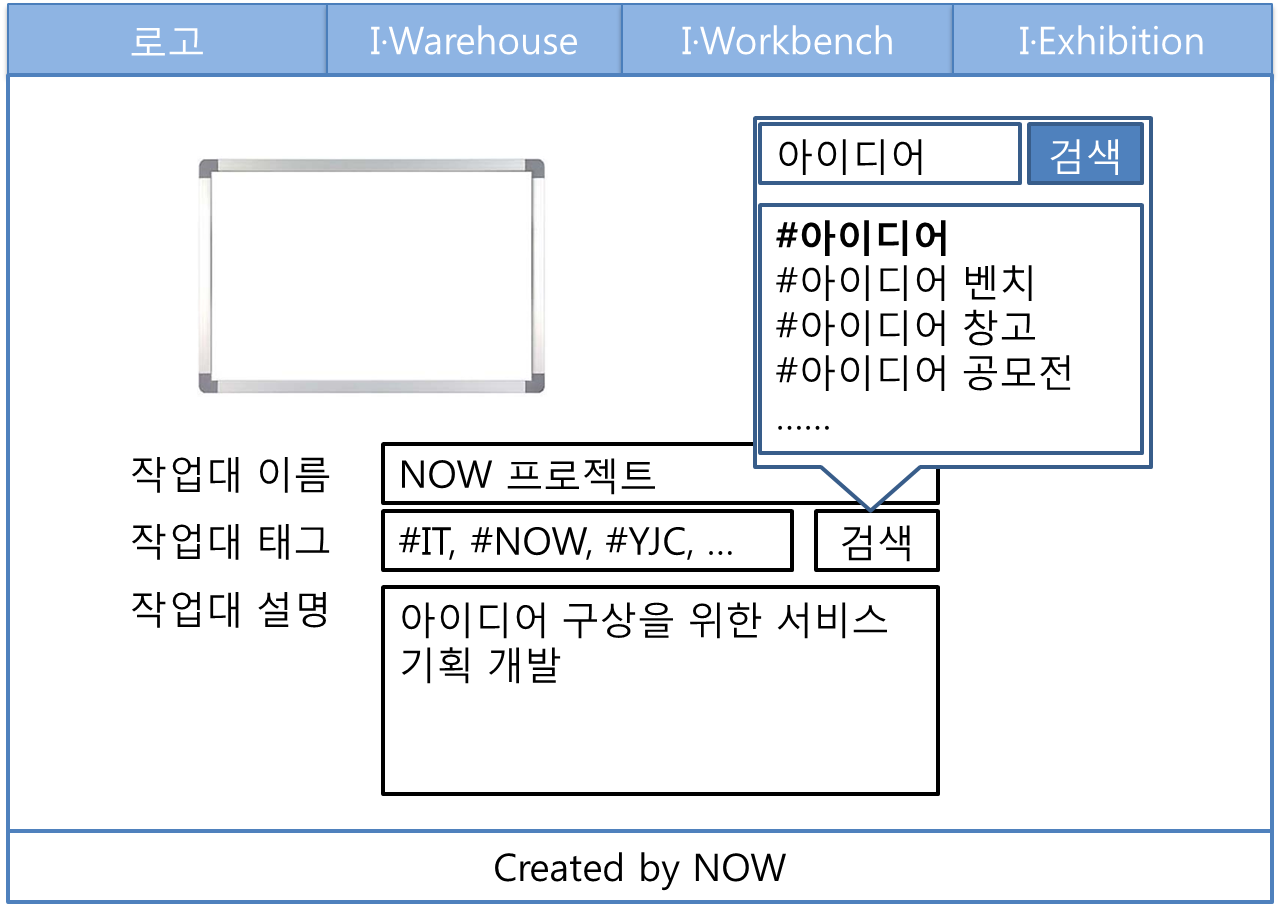 로고
I·Warehouse
I·Workbench
I·Exhibition
아이디어
검색
#아이디어
#아이디어 벤치
#아이디어 창고
#아이디어 공모전
......
작업대 이름
NOW 프로젝트
작업대 태그
#IT, #NOW, #YJC, ...
검색
작업대 설명
아이디어 구상을 위한 서비스
기획 개발
Created by NOW